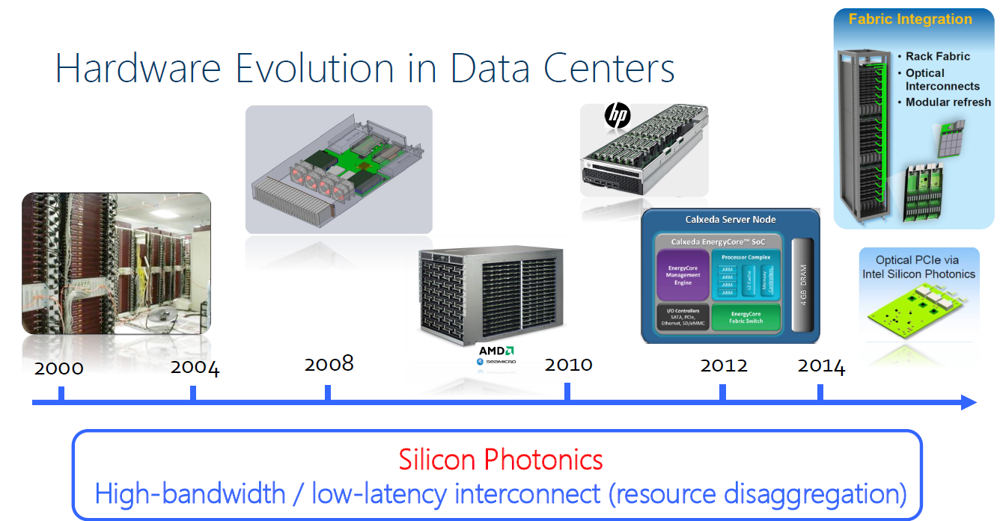 Hardware Evolution in Data Centers
Fabric Integration
• Rack Fabric
• Optical
Interconnects
• Modular refresh
hp
Calxeda Server Node
Calxeda EnergyCore™ SoC
EnergyCore
Management
Engine
Processor Complex
ARM
ARM
ARM
ARM
L2 Cache
Memory
Controllers
I/O Controllers
SATA, PCIe,
Ethernet, SD/eMMC
EnergyCore
Fabric Switch
4 GB DRAM
Optical PCIe via
Intel Silicon Photonics
AMD
SEAMICRO
2000
2004
2008
2010
2012
2014
Silicon Photonics
High-bandwidth / low-latency interconnect (resource disaggregation)